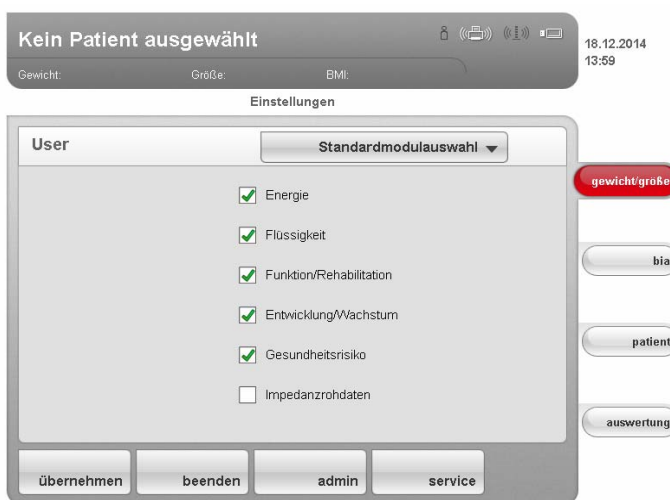 Kein Patient ausgewählt
18.12.2014
13:59
Gewicht: Größe: BMI:
Einstellungen
User Standardmodulauswahl
Energie
Flüssigkeit
Funktion/Rehabilitation
Entwicklung/Wachstum
Gesundheitsrisiko
Impedanzrohdaten
gewicht/größe
bia
patient
auswertung
übernehmen beenden admin service